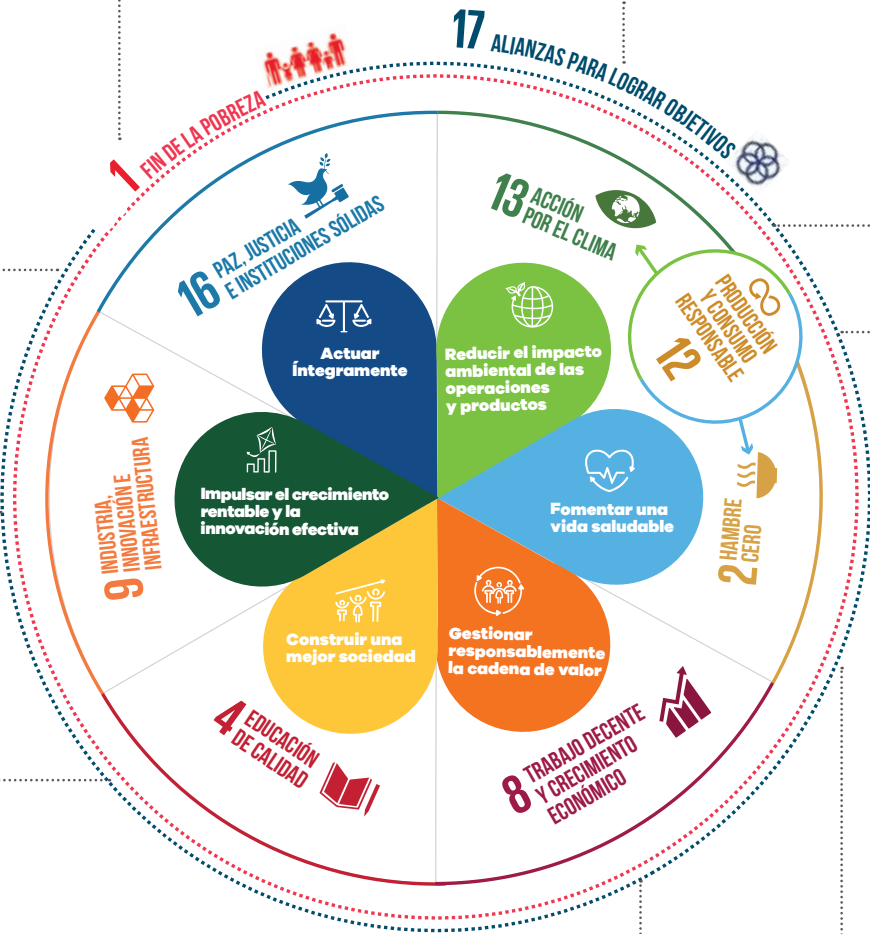 17 ALIANZAS PARA LOGRAR OBJETIVOS
1 FIN DE LA POBREZA
16 PAZ, JUSTICIA
E INSTITUCIONES SÓLIDAS
13 ACCIÓN
POR EL CLIMA
12 PRODUCCIÓN
Y CONSUMO
RESPONSABLE
Actuar
Íntegramente
Reducir el impacto
ambiental de las
operaciones
y productos
9 INDUSTRIA,
INNOVACIÓN E
INFRAESTRUCTURA
Impulsar el crecimiento
rentable y la
innovación efectiva
Fomentar una
vida saludable
2 HAMBRE
CERO
Construir una
mejor sociedad
Gestionar
responsablemente
la cadena de valor
4 EDUCACIÓN
DE CALIDAD
8 TRABAJO DECENTE
Y CRECIMIENTO
ECONÓMICO